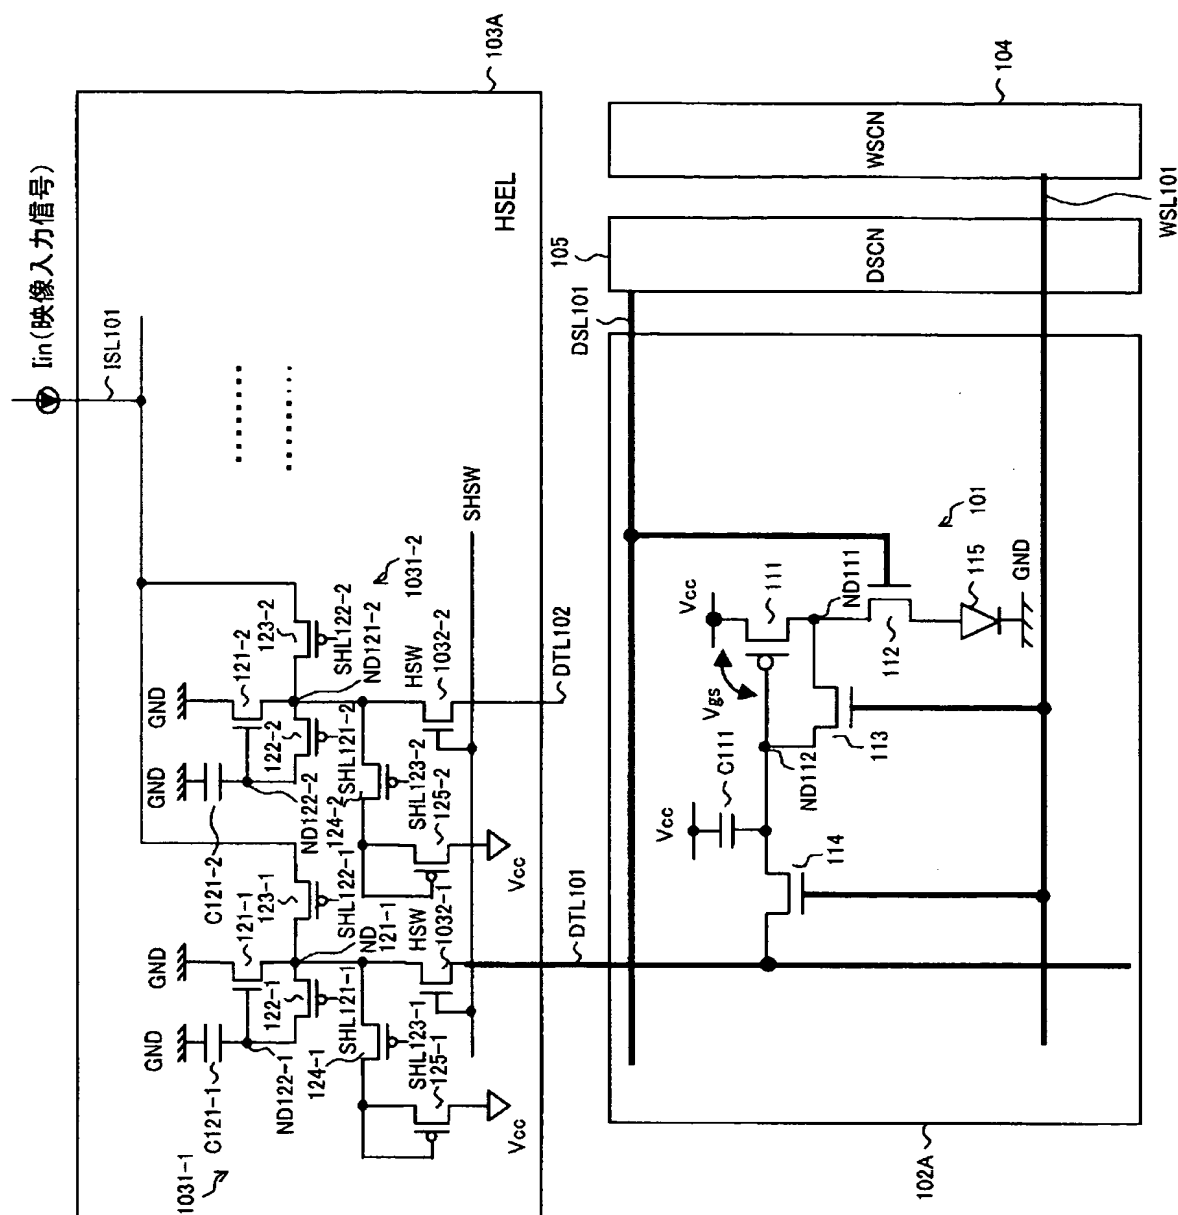 Iin(映像入力信号)
ISL101
103A
HSEL
GND
GND
GND
GND
C121-1
C121-2
121-1
121-2
122-1
122-2
123-1
123-2
SHL122-1
SHL122-2
SHL121-1
SHL121-2
ND122-1
ND122-2
ND
121-1
ND121-2
124-1
124-2
SHL123-1
SHL123-2
125-1
125-2
Vcc
Vcc
HSW
1032-1
HSW
1032-2
1031-1
1031-2
SHSW
DTL101
DTL102
DSL101
105
DSCN
WSCN
104
WSL101
Vcc
Vcc
C111
Vgs
111
ND111
ND112
112
113
114
115
101
GND
102A